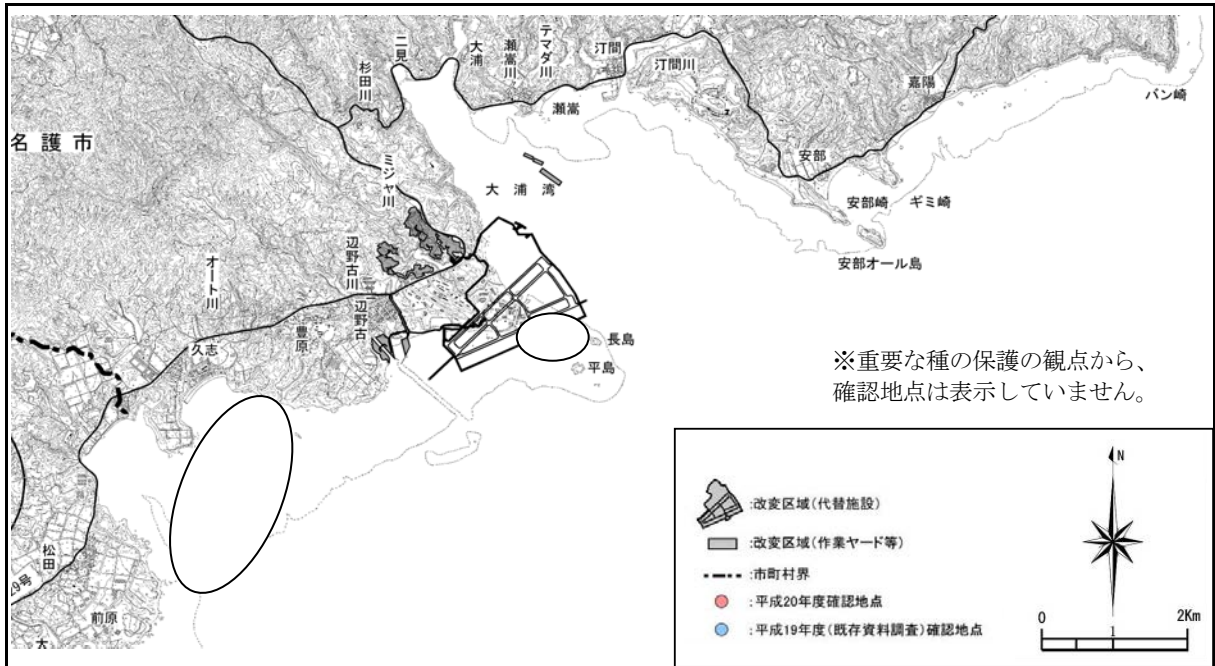 名護市
二見
杉田川
大浦
瀬嵩川
テマダ川
汀間
汀間川
瀬嵩
嘉陽
バン崎
安部
安部崎
ギミ崎
安部オール島
大浦湾
ミジャ川
辺野古川
辺野古
オート川
豊原
久志
長島
平島
松田
前原
大
29号
※重要な種の保護の観点から、
確認地点は表示していません。
:改変区域(代替施設)
:改変区域(作業ヤード等)
:市町村界
:平成20年度確認地点
:平成19年度(既存資料調査)確認地点
N
0 1 2Km